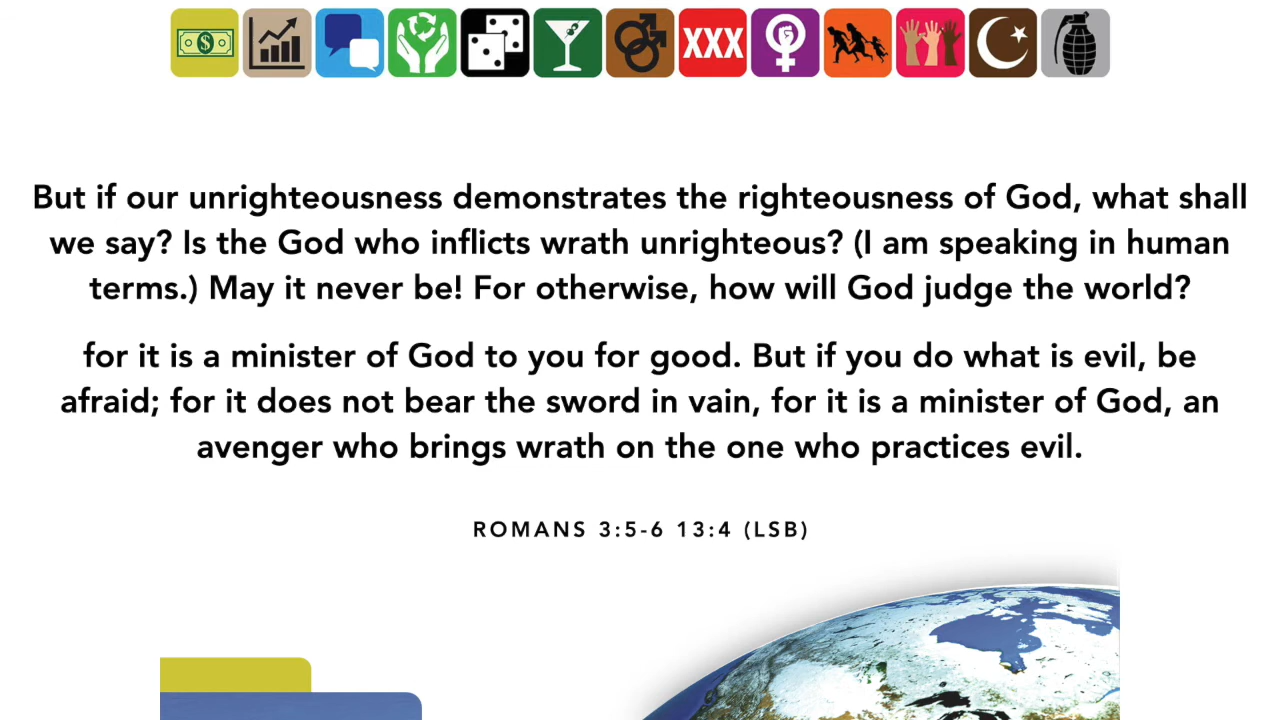 $
XXX
But if our unrighteousness demonstrates the righteousness of God, what shall
we say? Is the God who inflicts wrath unrighteous? (I am speaking in human
terms.) May it never be! For otherwise, how will God judge the world?
for it is a minister of God to you for good. But if you do what is evil, be
afraid; for it does not bear the sword in vain, for it is a minister of God, an
avenger who brings wrath on the one who practices evil.
ROMANS 3:5-6 13:4 (LSB)